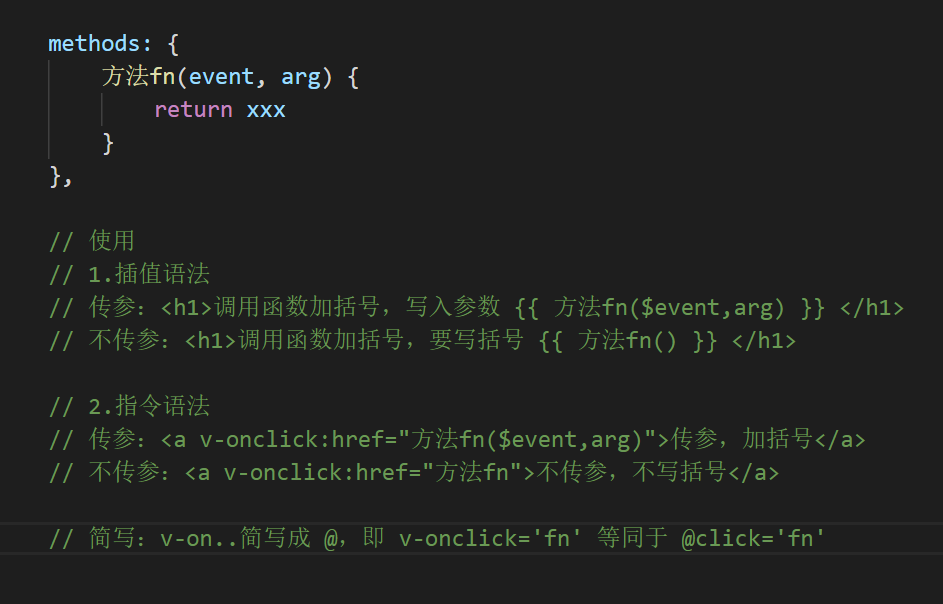 methods: {
方法fn(event, arg) {
return xxx
}
},
// 使用
// 1.插值语法
// 传参：<h1>调用函数加括号，写入参数 {{ 方法fn($event,arg) }} </h1>
// 不传参：<h1>调用函数加括号，要写括号 {{ 方法fn() }} </h1>
// 2.指令语法
// 传参：<a v-onclick:href="方法fn($event,arg)">传参，加括号</a>
// 不传参：<a v-onclick:href="方法fn">不传参，不写括号</a>
// 简写：v-on..简写成 @，即 v-onclick='fn' 等同于 @click='fn'